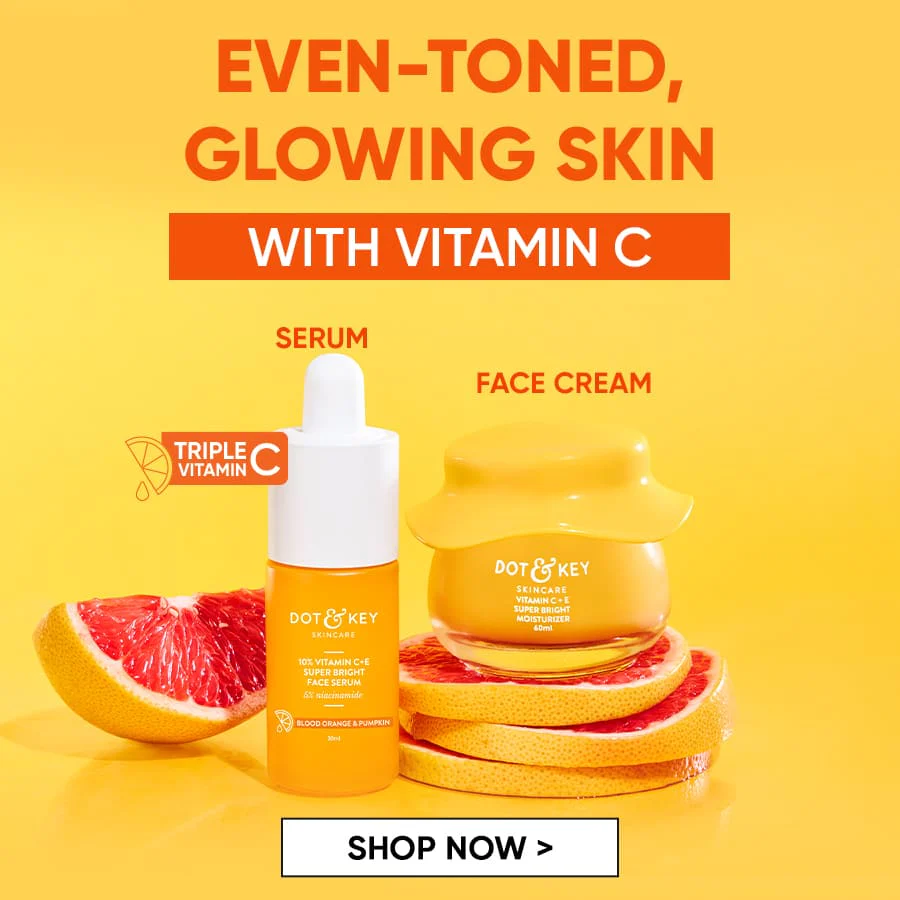 EVEN-TONED,
GLOWING SKIN
WITH VITAMIN C
SERUM
FACE CREAM
TRIPLE
VITAMIN C
DOT & KEY
SKINCARE
VITAMIN C + E
SUPER BRIGHT
MOISTURIZER
60ml
DOT & KEY
SKINCARE
10% VITAMIN C+E
SUPER BRIGHT
FACE SERUM
5% niacinamide
BLOOD ORANGE & PUMPKIN
30ml
SHOP NOW >